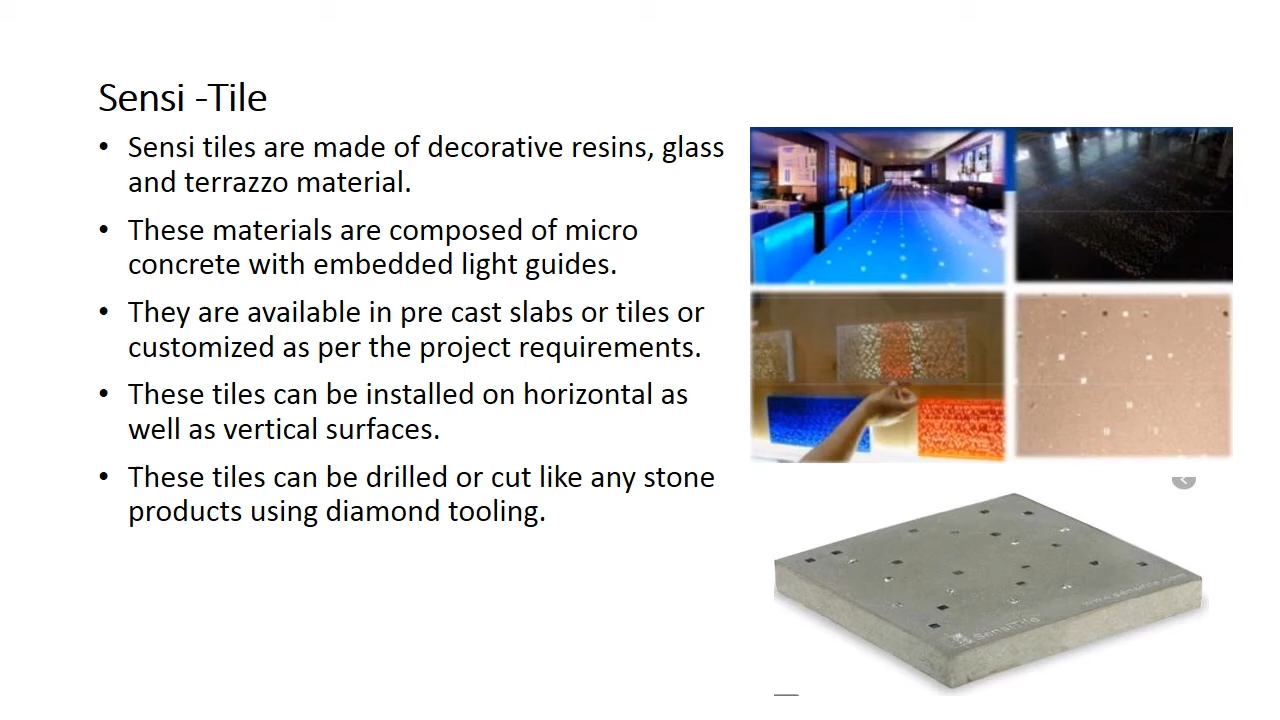 Sensi -Tile
• Sensi tiles are made of decorative resins, glass
and terrazzo material.
• These materials are composed of micro
concrete with embedded light guides.
• They are available in pre cast slabs or tiles or
customized as per the project requirements.
• These tiles can be installed on horizontal as
well as vertical surfaces.
• These tiles can be drilled or cut like any stone
products using diamond tooling.
SensiTile